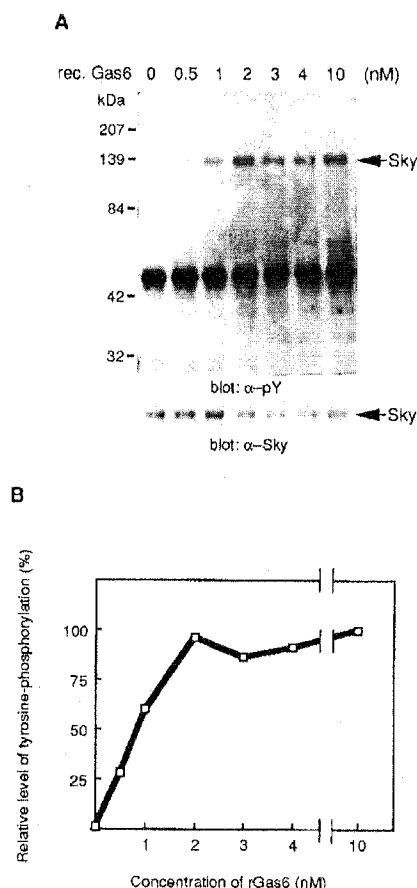 A
rec. Gas6 0 0.5 1 2 3 4 10 (nM)
kDa
207
139
Sky
84
42
32
blot: α-pY
Sky
blot: α-Sky
B
Relative level of tyrosine-phosphorylation (%)
100
75
50
25
1 2 3 4 10
Concentration of rGas6 (nM)